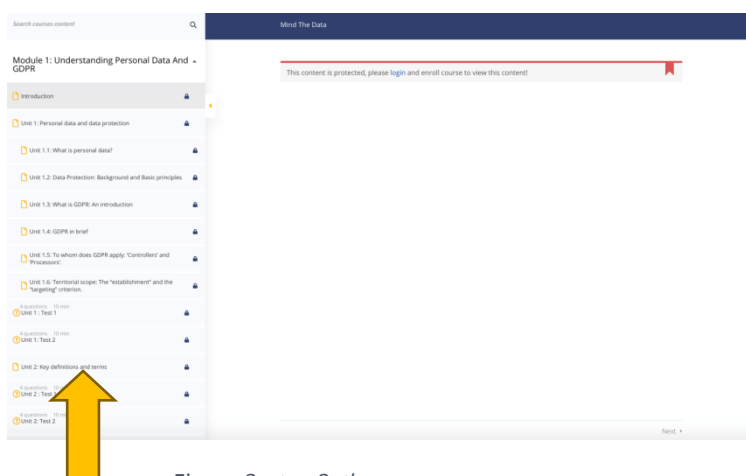 Search courses content
Mind The Data
Module 1: Understanding Personal Data And
GDPR
This content is protected, please login and enroll course to view this content!
Introduction
Unit 1: Personal data and data protection
Unit 1.1: What is personal data?
Unit 1.2: Data Protection: Background and Basic principles
Unit 1.3: What is GDPR: An introduction
Unit 1.4: GDPR in brief
Unit 1.5: To whom does GDPR apply: 'Controllers' and
'Processors'.
Unit 1.6: Territorial scope: The "establishment" and the
"targeting" criterion.
4 questions 10 min
Unit 1 : Test 1
4 questions 10 min
Unit 1: Test 2
Unit 2: Key definitions and terms
4 questions 10
Unit 2 : Test
4 questions 10
Unit 2: Test 2
Next